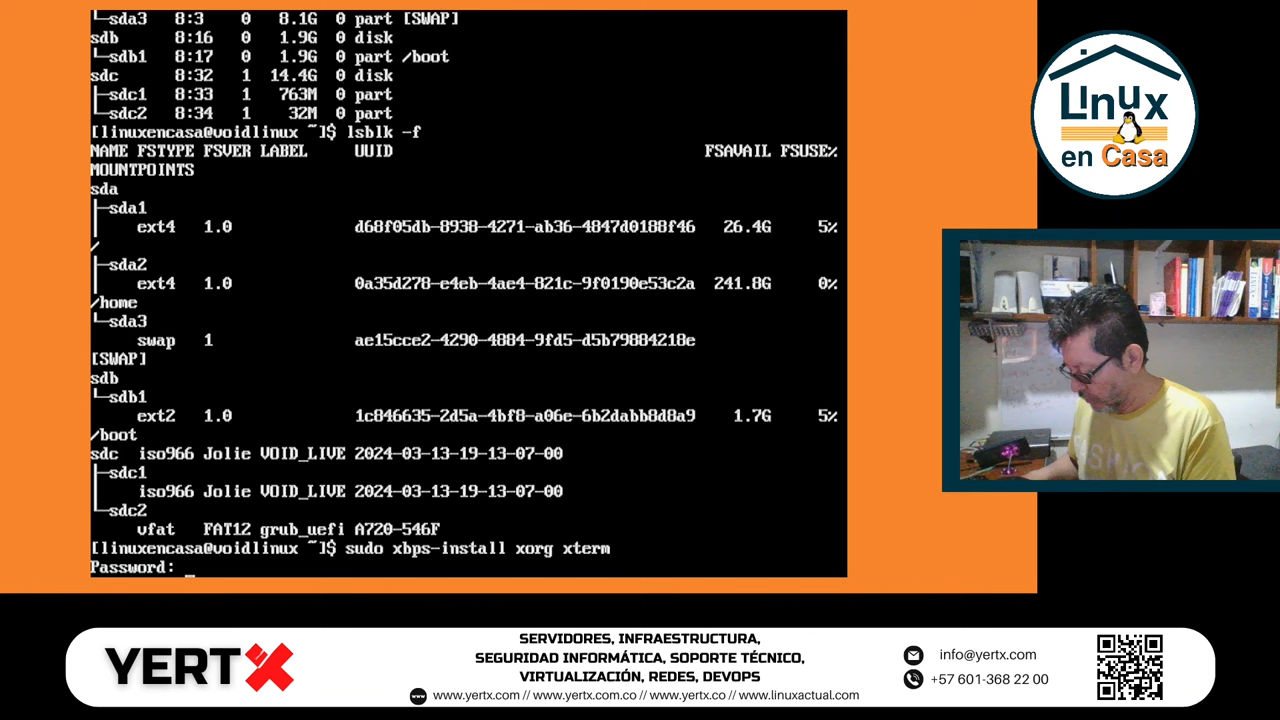 └─sda3   8:3    0   8.1G  0 part [SWAP]
sdb      8:16   0   1.9G  0 disk
└─sdb1   8:17   0   1.9G  0 part /boot
sdc      8:32   1  14.4G  0 disk
├─sdc1   8:33   1   763M  0 part
└─sdc2   8:34   1    32M  0 part
[linuxencasa@voidlinux ~]$ lsblk -f
NAME FSTYPE FSVER LABEL     UUID                                 FSAVAIL FSUSE%
MOUNTPOINTS
sda
├─sda1
│    ext4   1.0             d68f05db-8938-4271-ab36-4847d0188f46   26.4G     5%
/
├─sda2
│    ext4   1.0             0a35d278-e4eb-4ae4-821c-9f0190e53c2a  241.8G     0%
/home
└─sda3
     swap   1               ae15cce2-4290-4884-9fd5-d5b79884218e
[SWAP]
sdb
└─sdb1
     ext2   1.0             1c846635-2d5a-4bf8-a06e-6b2dabb8d8a9    1.7G     5%
/boot
sdc  iso966 Jolie VOID_LIVE 2024-03-13-19-13-07-00
├─sdc1
│    iso966 Jolie VOID_LIVE 2024-03-13-19-13-07-00
└─sdc2
     vfat   FAT12 grub_uefi A720-546F
[linuxencasa@voidlinux ~]$ sudo xbps-install xorg xterm
Password: _
Linux
en Casa
YERTX
SERVIDORES, INFRAESTRUCTURA,
SEGURIDAD INFORMÁTICA, SOPORTE TÉCNICO,
VIRTUALIZACIÓN, REDES, DEVOPS
www.yertx.com // www.yertx.com.co // www.yertx.co // www.linuxactual.com
info@yertx.com
+57 601-368 22 00